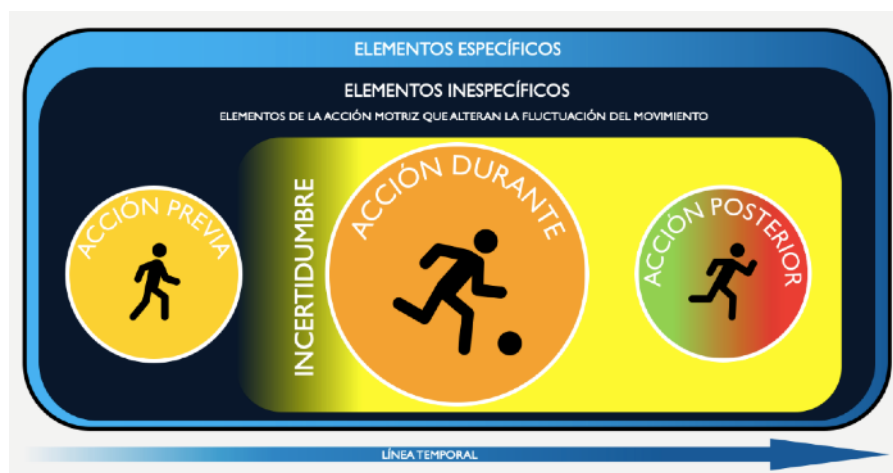 ELEMENTOS ESPECÍFICOS
ELEMENTOS INESPECÍFICOS
ELEMENTOS DE LA ACCIÓN MOTRIZ QUE ALTERAN LA FLUCTUACIÓN DEL MOVIMIENTO
ACCIÓN PREVIA
INCERTIDUMBRE
ACCIÓN DURANTE
ACCIÓN POSTERIOR
LÍNEA TEMPORAL